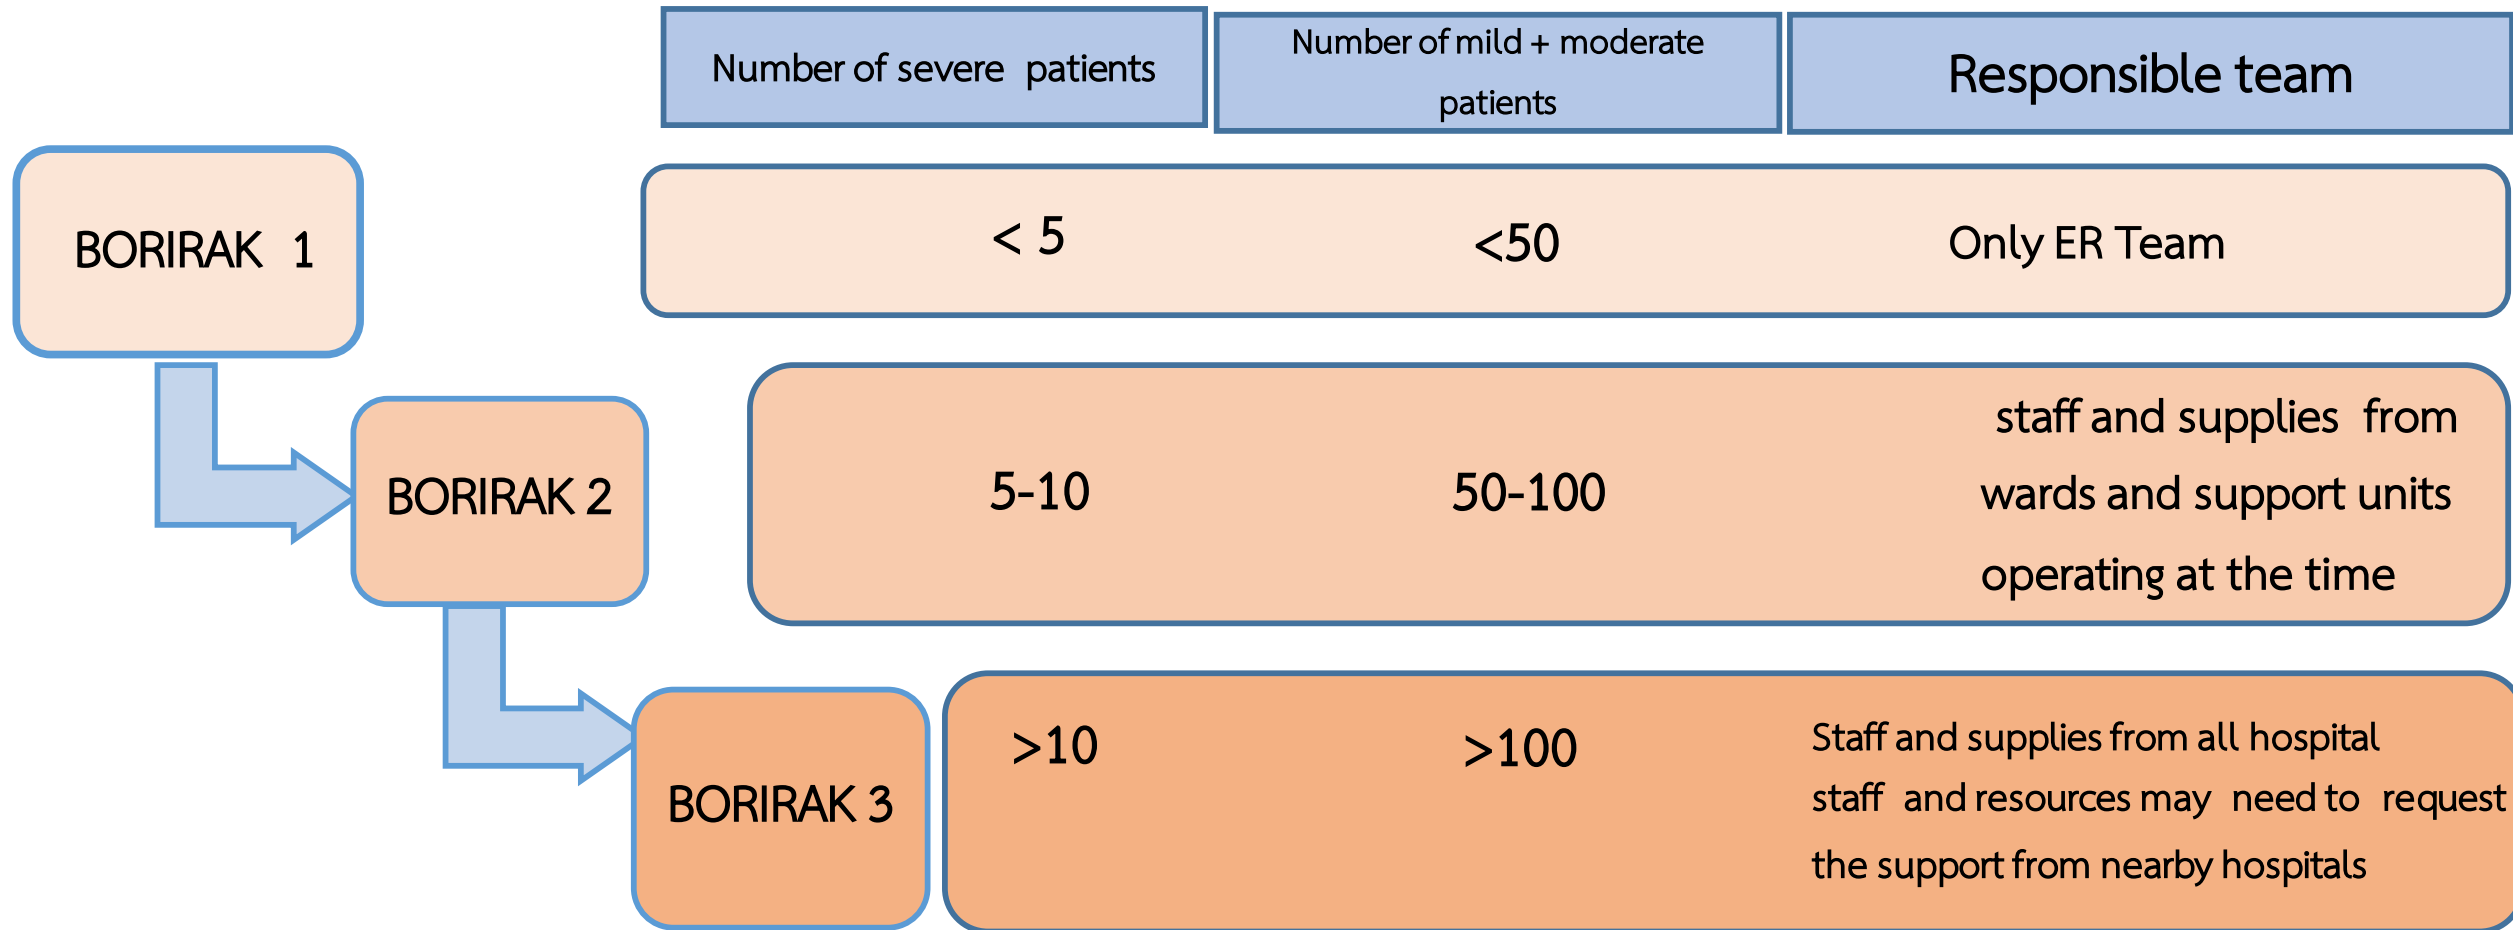 Number of severe patients
Number of mild + moderate
patients
Responsible team
BORIRAK 1
< 5
<50
Only ER Team
BORIRAK 2
5-10
50-100
staff and supplies from
wards and support units
operating at the time
BORIRAK 3
>10
>100
Staff and supplies from all hospital
staff and resources may need to request
the support from nearby hospitals